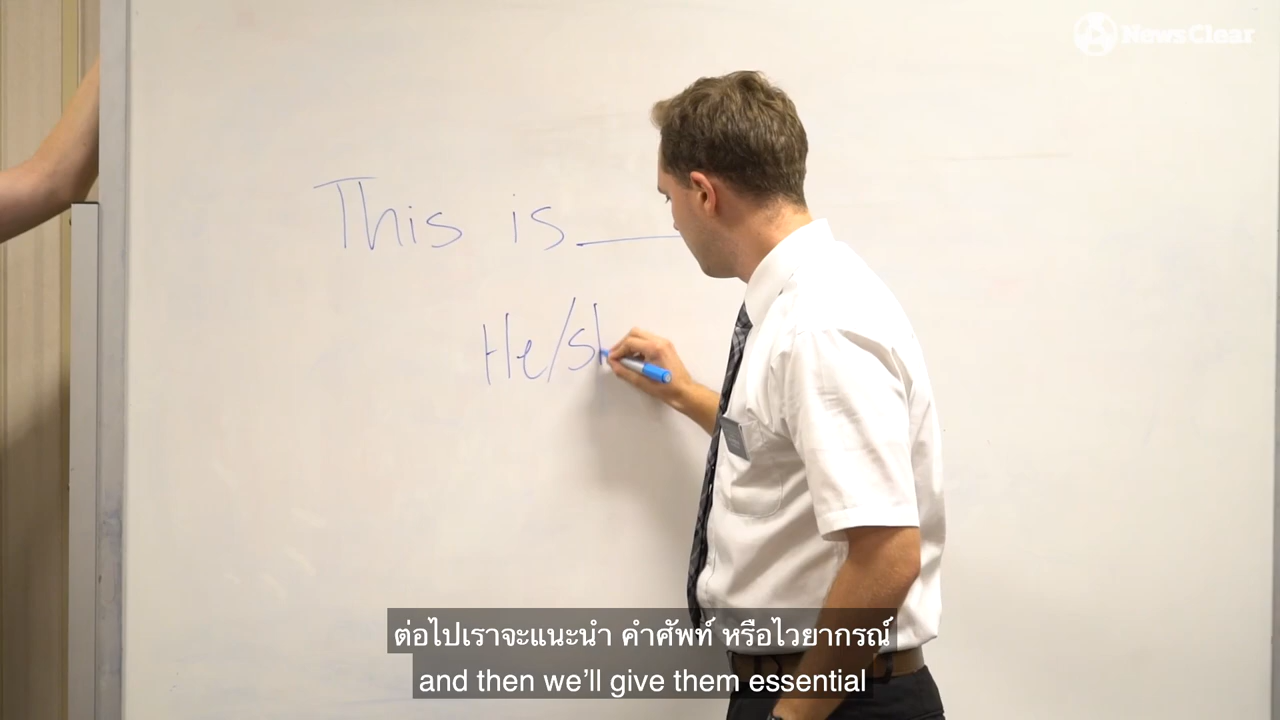 NewsClear
This is ____
He/sh
ต่อไปเราจะแนะนำ คำศัพท์ หรือไวยากรณ์
and then we’ll give them essential